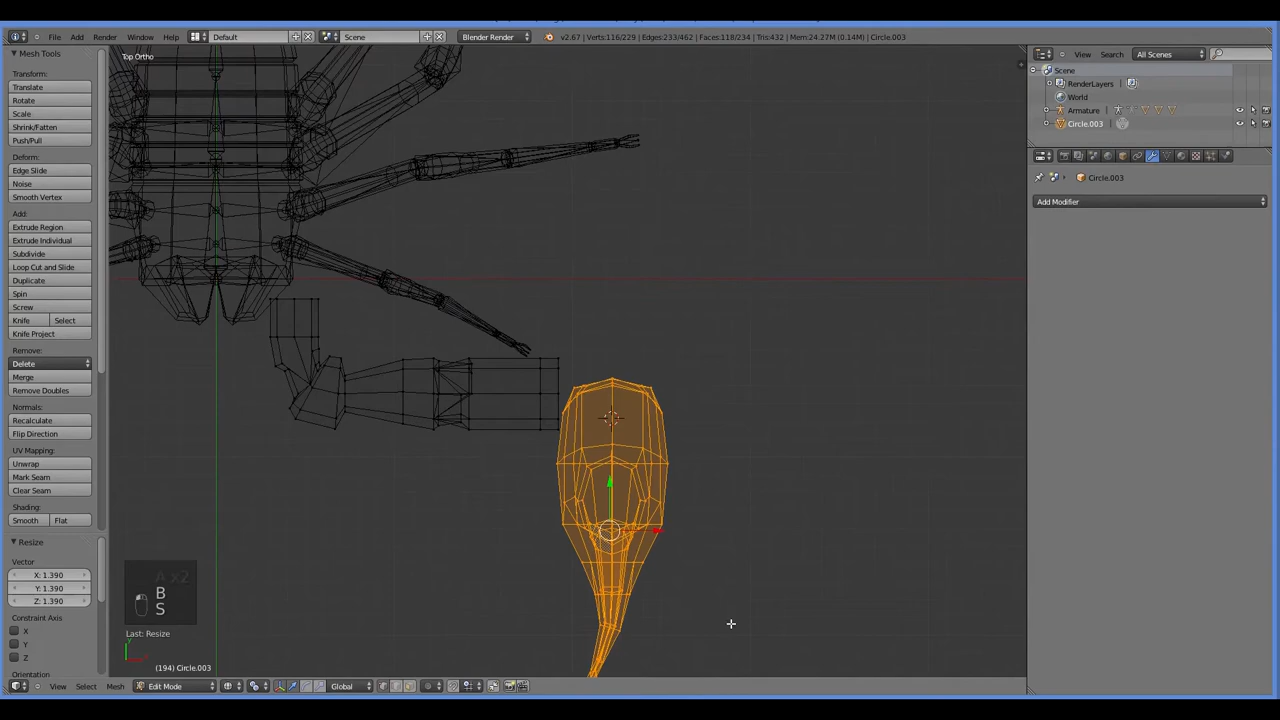 File Add Render Window Help Default Scene Blender Render v2.67 | Verts:116/229 | Edges:233/462 | Faces:118/234 | Tris:432 | Mem:24.27M (0.14M) | Circle.003
Mesh Tools
Transform:
Translate
Rotate
Scale
Shrink/Fatten
Push/Pull
Deform:
Edge Slide
Noise
Smooth Vertex
Add:
Extrude Region
Extrude Individual
Subdivide
Loop Cut and Slide
Duplicate
Spin
Screw
Knife Select
Knife Project
Remove:
Delete
Merge
Remove Doubles
Normals:
Recalculate
Flip Direction
UV Mapping:
Unwrap
Mark Seam
Clear Seam
Shading:
Smooth Flat
Resize
Vector
X: 1.390
Y: 1.390
Z: 1.390
Constraint Axis
X
Y
Z
Orientation
Top Ortho
A x2
B
S
Last: Resize
(194) Circle.003
View Select Mesh Edit Mode Global
View Search All Scenes
Scene
RenderLayers
World
Armature
Circle.003
Circle.003
Add Modifier